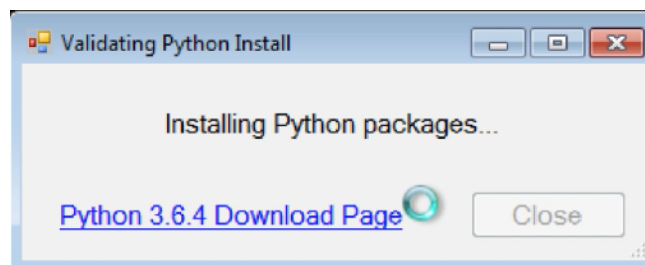 Validating Python Install
Installing Python packages...
Python 3.6.4 Download Page
Close